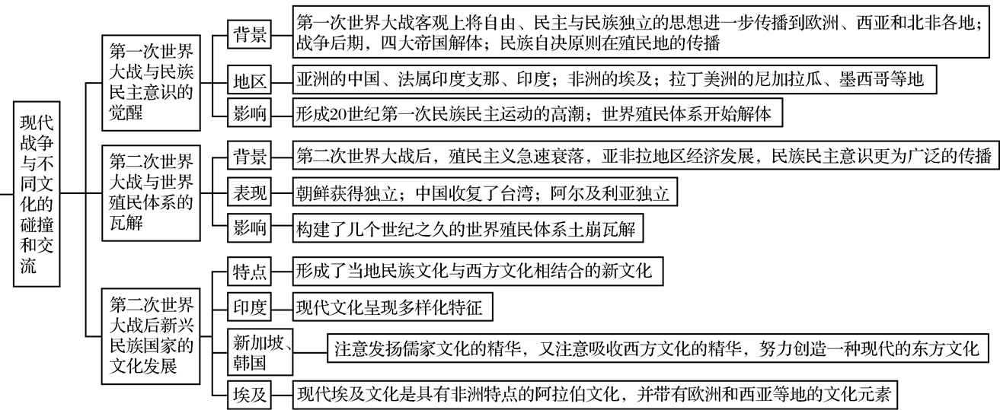 现代
战争
与不
同文
化的
碰撞
和交
流
第一次世界
大战与民族
民主意识的
觉醒
背景
第一次世界大战客观上将自由、民主与民族独立的思想进一步传播到欧洲、西亚和北非各地；
战争后期，四大帝国解体；民族自决原则在殖民地的传播
地区
亚洲的中国、法属印度支那、印度；非洲的埃及；拉丁美洲的尼加拉瓜、墨西哥等地
影响
形成20世纪第一次民族民主运动的高潮；世界殖民体系开始解体
第二次世界
大战与世界
殖民体系的
瓦解
背景
第二次世界大战后，殖民主义急速衰落，亚非拉地区经济发展，民族民主意识更为广泛的传播
表现
朝鲜获得独立；中国收复了台湾；阿尔及利亚独立
影响
构建了几个世纪之久的世界殖民体系土崩瓦解
第二次世界
大战后新兴
民族国家的
文化发展
特点
形成了当地民族文化与西方文化相结合的新文化
印度
现代文化呈现多样化特征
新加坡、
韩国
注意发扬儒家文化的精华，又注意吸收西方文化的精华，努力创造一种现代的东方文化
埃及
现代埃及文化是具有非洲特点的阿拉伯文化，并带有欧洲和西亚等地的文化元素